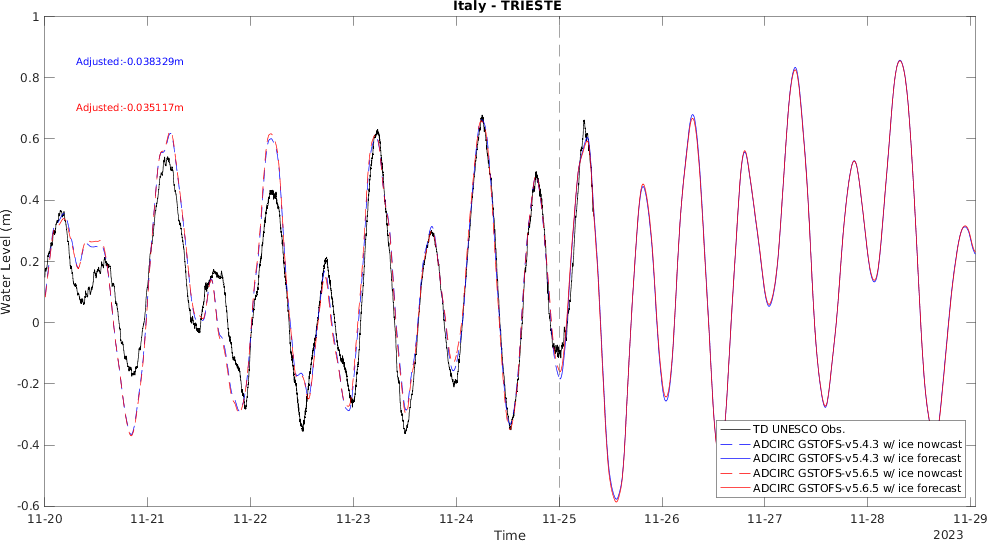 Italy - TRIESTE
Adjusted:-0.038329m
Adjusted:-0.035117m
Water Level (m)
1
0.8
0.6
0.4
0.2
0
-0.2
-0.4
-0.6
TD UNESCO Obs.
ADCIRC GSTOFS-v5.4.3 w/ ice nowcast
ADCIRC GSTOFS-v5.4.3 w/ ice forecast
ADCIRC GSTOFS-v5.6.5 w/ ice nowcast
ADCIRC GSTOFS-v5.6.5 w/ ice forecast
11-20 11-21 11-22 11-23 11-24 11-25 11-26 11-27 11-28 11-29
Time
2023